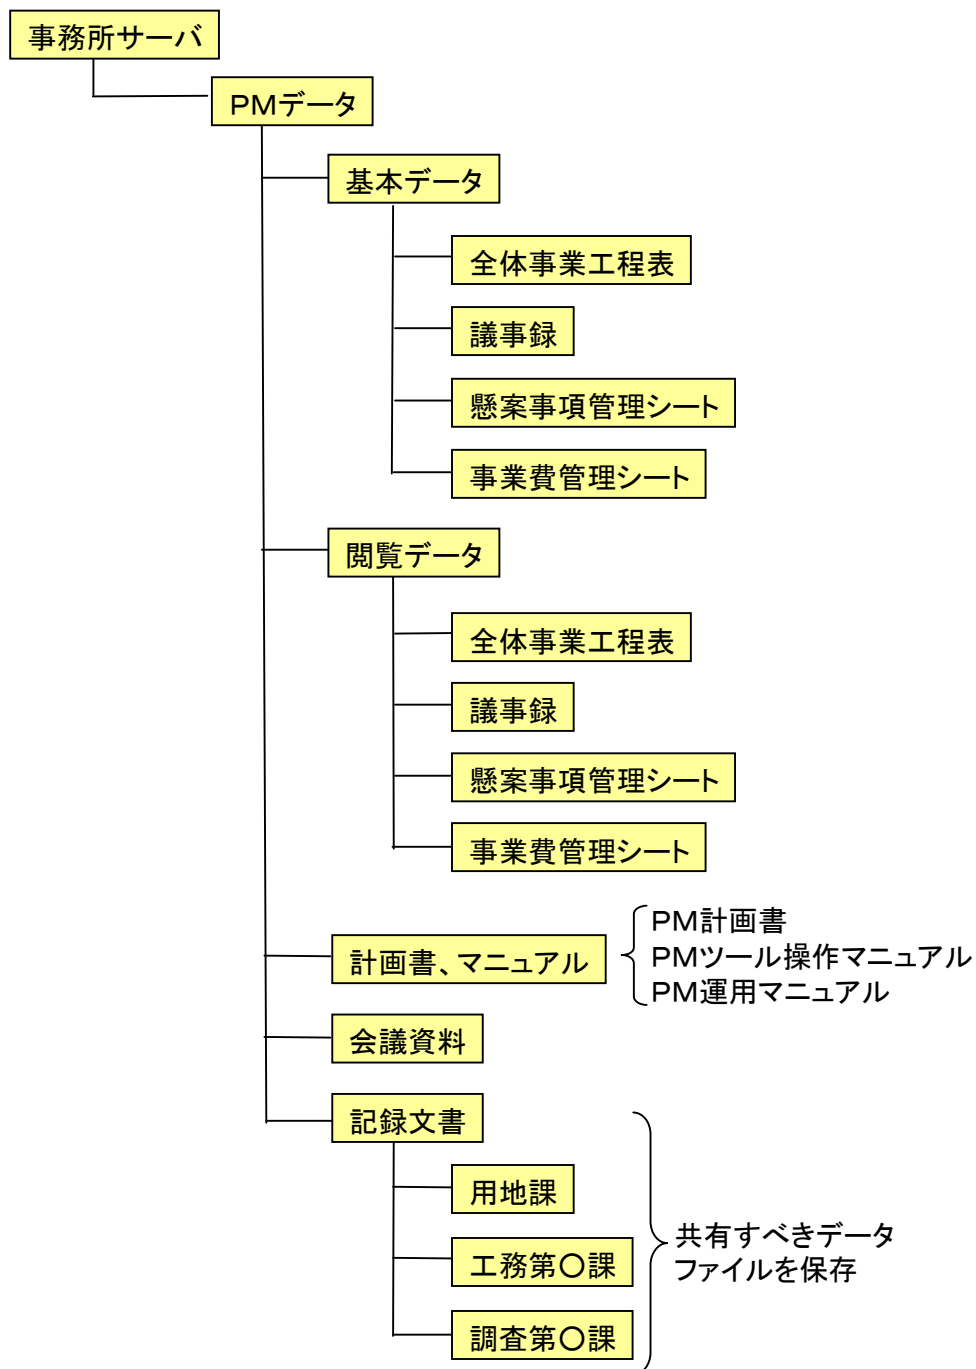 事務所サーバ
PMデータ
基本データ
全体事業工程表
議事録
懸案事項管理シート
事業費管理シート
閲覧データ
全体事業工程表
議事録
懸案事項管理シート
事業費管理シート
計画書、マニュアル
PM計画書
PMツール操作マニュアル
PM運用マニュアル
会議資料
記録文書
用地課
工務第〇課
調査第〇課
共有すべきデータ
ファイルを保存